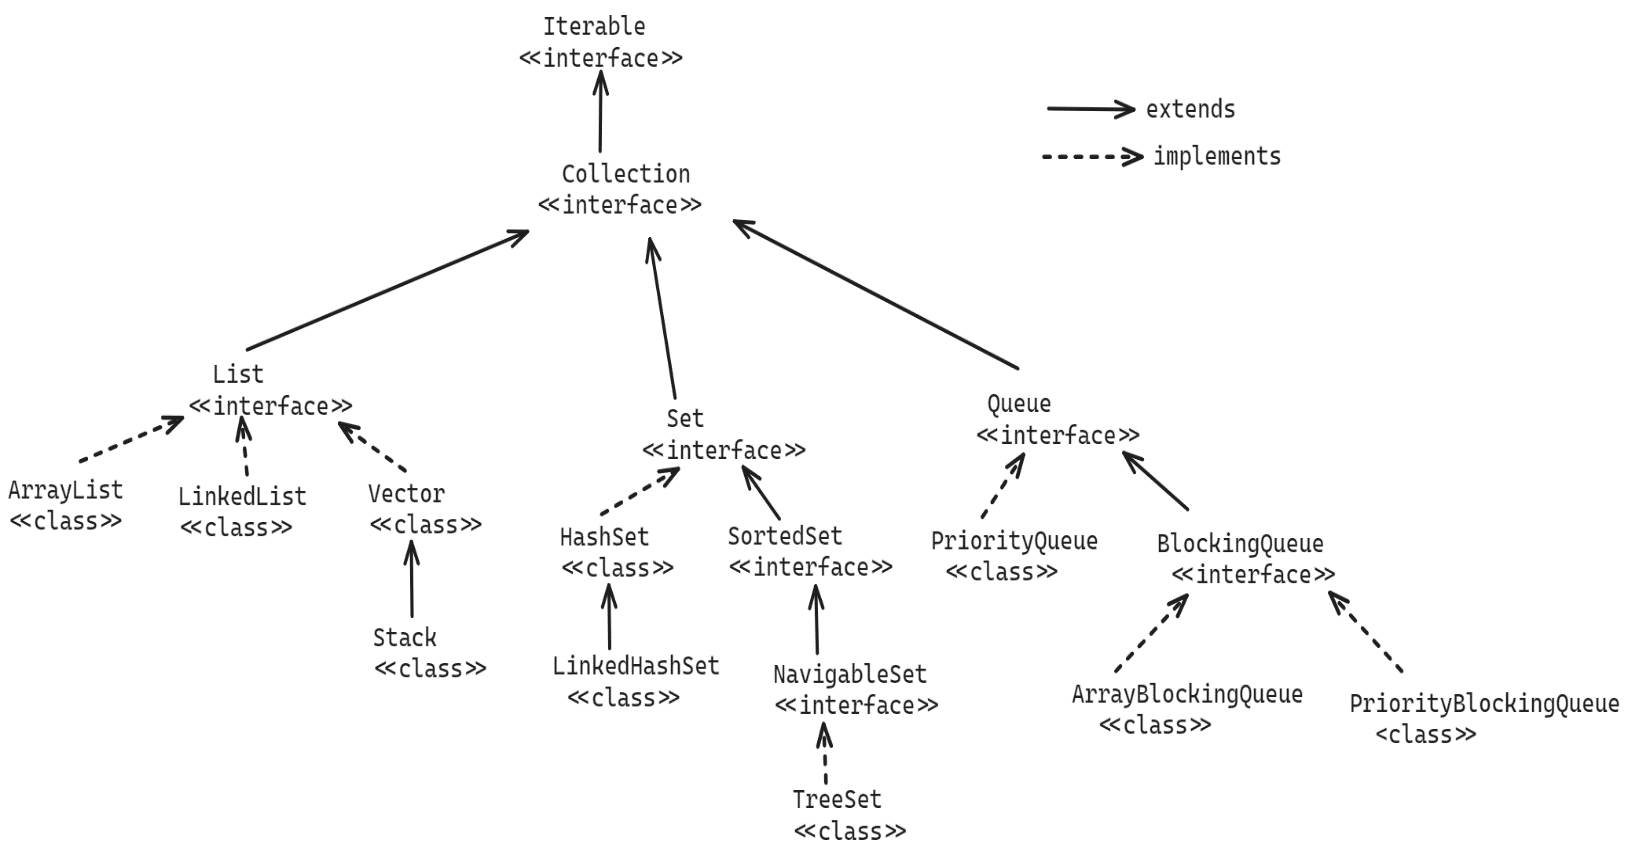 Iterable
<<interface>>
extends
implements
Collection
<<interface>>
List
<<interface>>
Set
<<interface>>
Queue
<<interface>>
ArrayList
<<class>>
LinkedList
<<class>>
Vector
<<class>>
HashSet
<<class>>
SortedSet
<<interface>>
PriorityQueue
<<class>>
BlockingQueue
<<interface>>
Stack
<<class>>
LinkedHashSet
<<class>>
NavigableSet
<<interface>>
ArrayBlockingQueue
<<class>>
PriorityBlockingQueue
<class>>
TreeSet
<<class>>